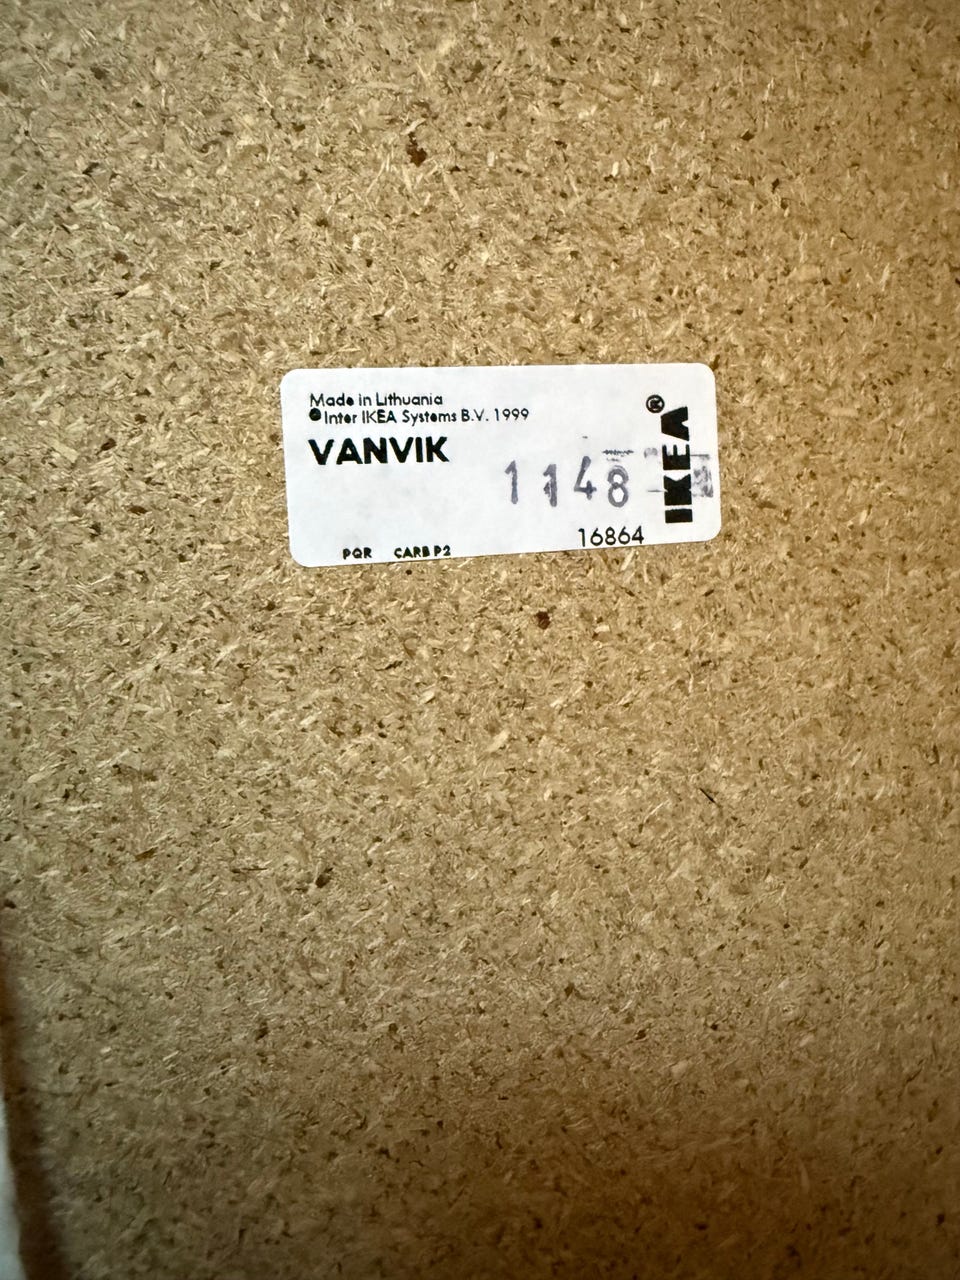 Made in Lithuania
© Inter IKEA Systems B.V. 1999
VANVIK
1148
IKEA®
16864
PQR CARB P2